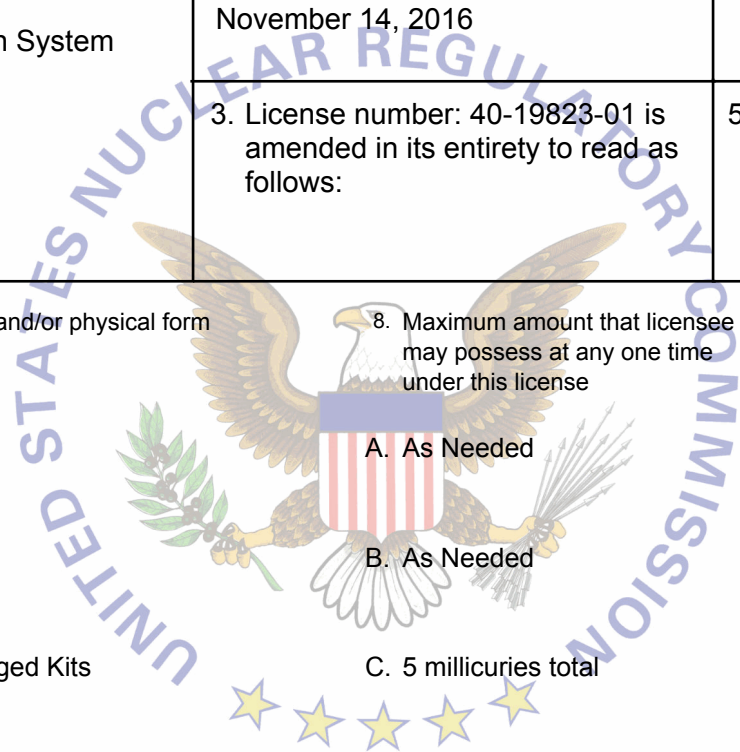 n System
November 14, 2016
3. License number: 40-19823-01 is
amended in its entirety to read as
follows:
5
and/or physical form
8. Maximum amount that licensee
may possess at any one time
under this license
A. As Needed
B. As Needed
ged Kits
C. 5 millicuries total
UNITED STATES NUCLEAR REGULATORY COMMISSION